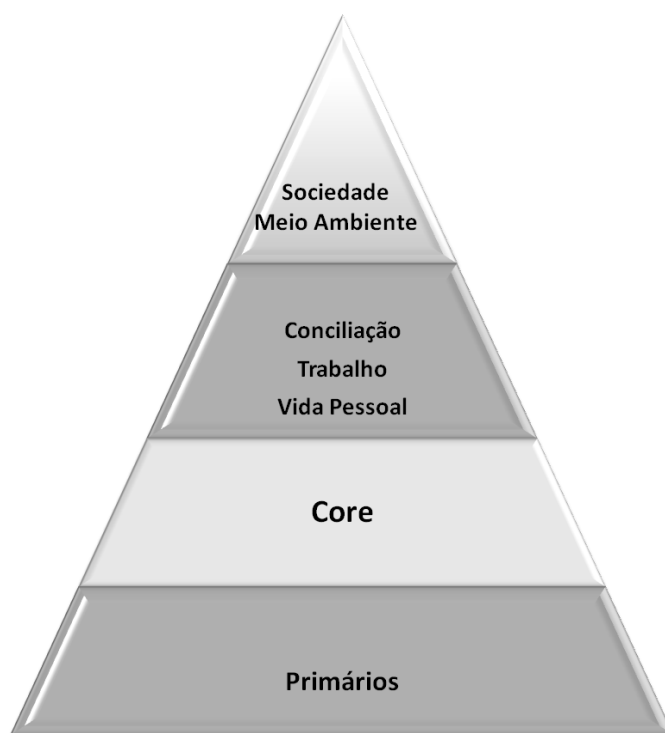 Sociedade
Meio Ambiente
Conciliação
Trabalho
Vida Pessoal
Core
Primários